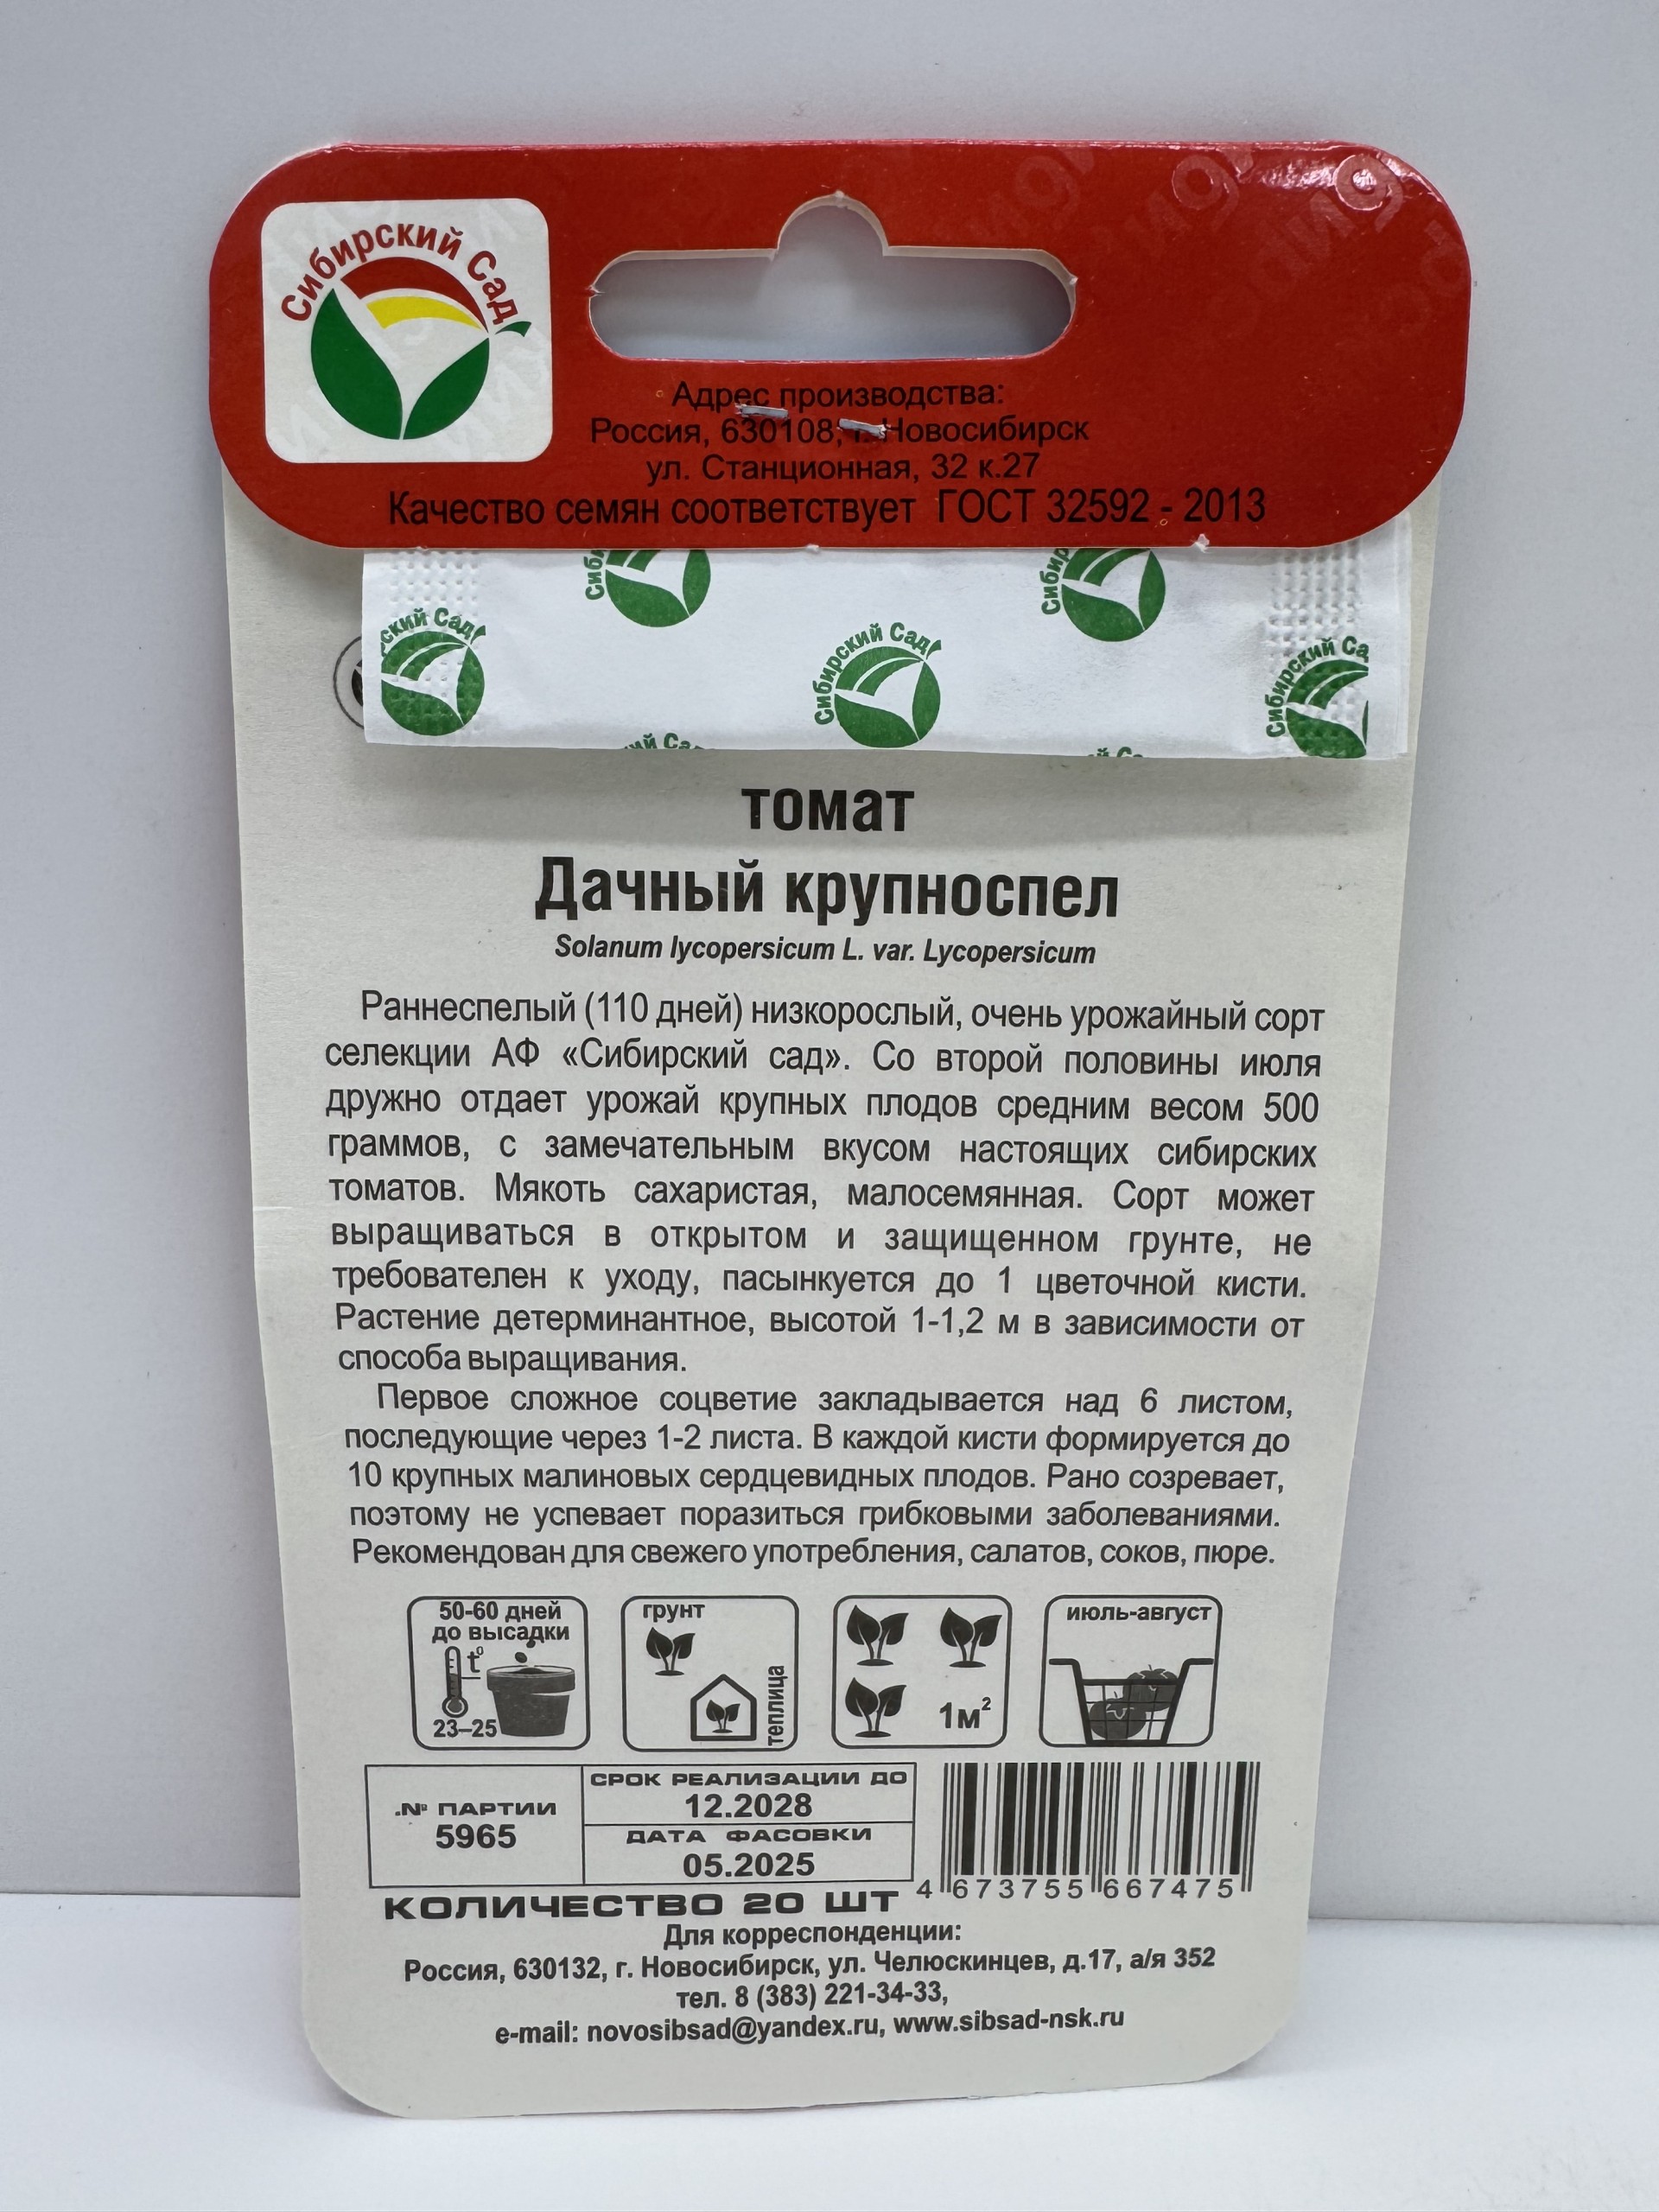 Сибирский Сад
Адрес производства:
Россия, 630108, г. Новосибирск
ул. Станционная, 32 к.27
Качество семян соответствует ГОСТ 32592 - 2013
Сибирский Сад
томат
Дачный крупноспел
Solanum lycopersicum L. var. Lycopersicum
Раннеспелый (110 дней) низкорослый, очень урожайный сорт
селекции АФ «Сибирский сад». Со второй половины июля
дружно отдает урожай крупных плодов средним весом 500
граммов, с замечательным вкусом настоящих сибирских
томатов. Мякоть сахаристая, малосемянная. Сорт может
выращиваться в открытом и защищенном грунте, не
требователен к уходу, пасынкуется до 1 цветочной кисти.
Растение детерминантное, высотой 1-1,2 м в зависимости от
способа выращивания.
Первое сложное соцветие закладывается над 6 листом,
последующие через 1-2 листа. В каждой кисти формируется до
10 крупных малиновых сердцевидных плодов. Рано созревает,
поэтому не успевает поразиться грибковыми заболеваниями.
Рекомендован для свежего употребления, салатов, соков, пюре.
50-60 дней
до высадки
t°
23–25
грунт
теплица
1м²
июль-август
№ ПАРТИИ
5965
СРОК РЕАЛИЗАЦИИ ДО
12.2028
ДАТА ФАСОВКИ
05.2025
4 673755 667475
КОЛИЧЕСТВО 20 ШТ
Для корреспонденции:
Россия, 630132, г. Новосибирск, ул. Челюскинцев, д.17, а/я 352
тел. 8 (383) 221-34-33,
e-mail: novosibsad@yandex.ru, www.sibsad-nsk.ru